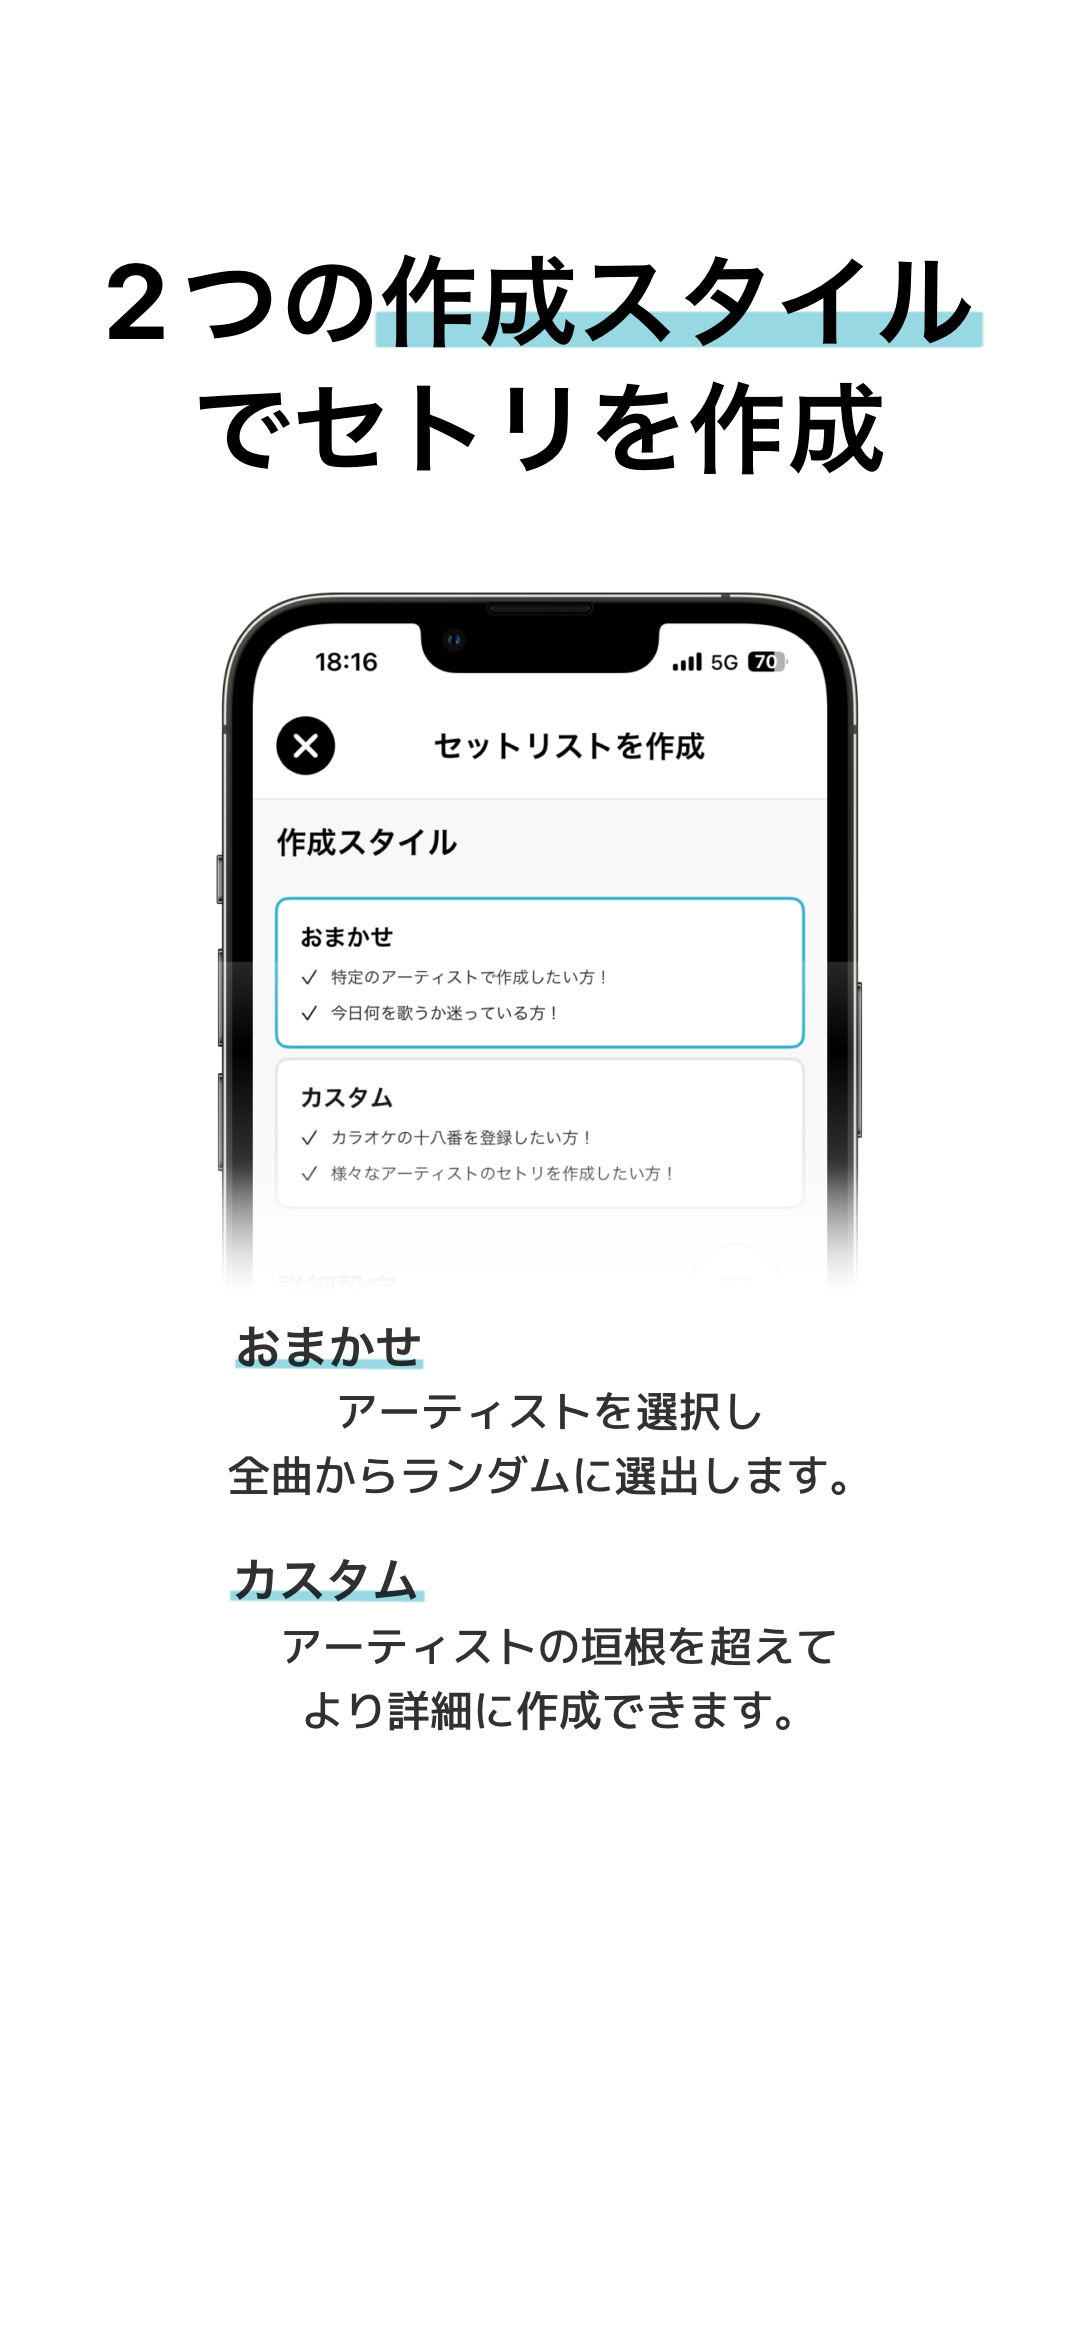 2つの作成スタイル
でセトリを作成
18:16 5G 70
セットリストを作成
作成スタイル
おまかせ
✓ 特定のアーティストで作成したい方！
✓ 今日何を歌うか迷っている方！
カスタム
✓ カラオケの十八番を登録したい方！
✓ 様々なアーティストのセトリを作成したい方！
詳細設定
おまかせ
アーティストを選択し
全曲からランダムに選出します。
カスタム
アーティストの垣根を超えて
より詳細に作成できます。